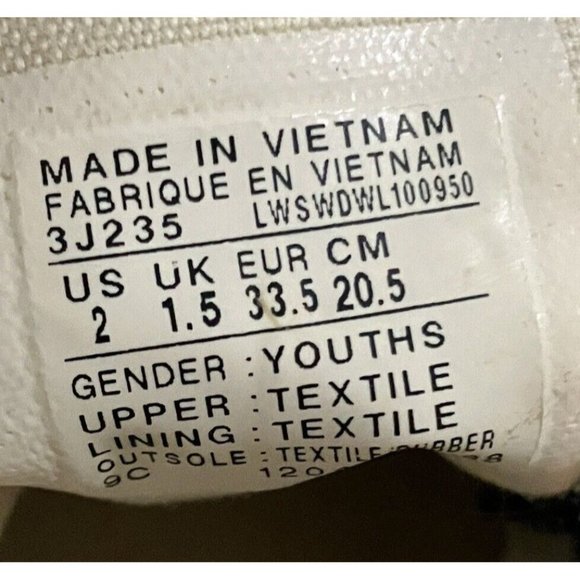 MADE IN VIETNAM
FABRIQUE EN VIETNAM
3J235 LWSWDWL100950
US UK EUR CM
2 1.5 33.5 20.5
GENDER : YOUTHS
UPPER : TEXTILE
LINING : TEXTILE
OUTSOLE : TEXTILE
9C